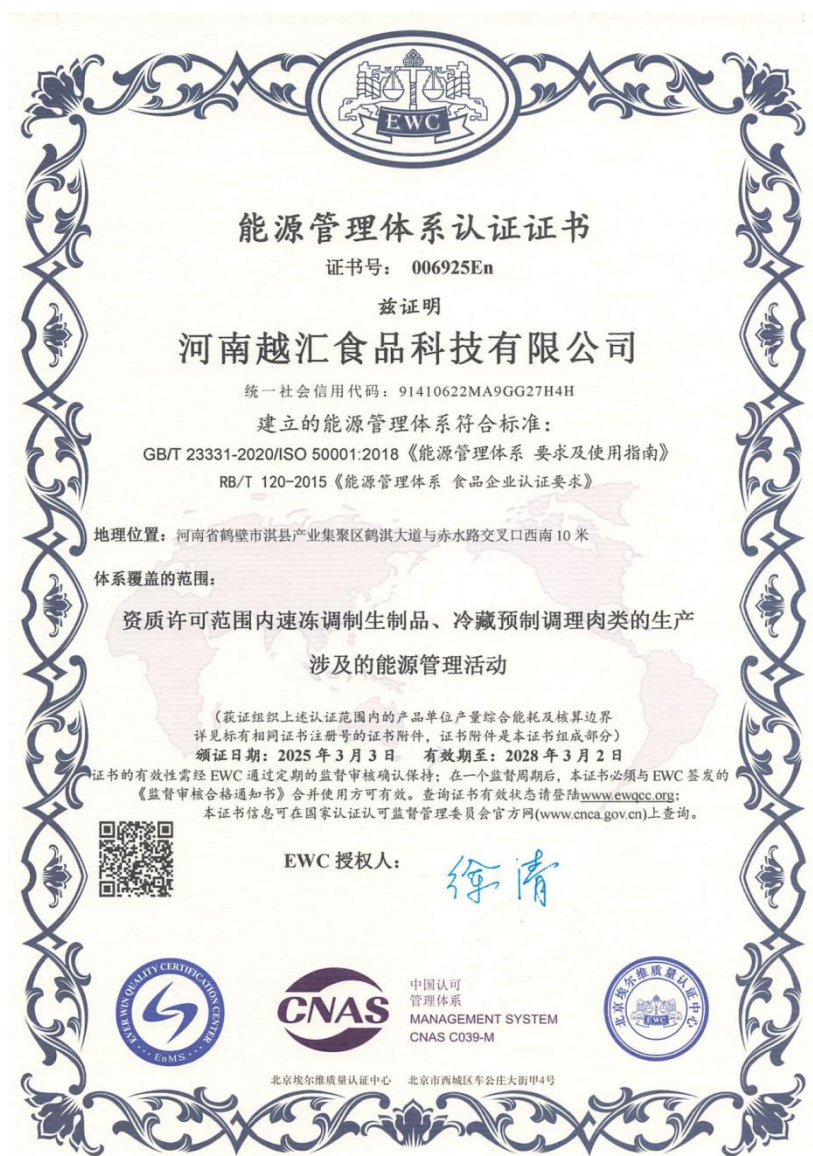 EWC
能源管理体系认证证书
证书号： 006925En
兹证明
河南越汇食品科技有限公司
统一社会信用代码：91410622MA9GG27H4H
建立的能源管理体系符合标准：
GB/T 23331-2020/ISO 50001:2018《能源管理体系 要求及使用指南》
RB/T 120-2015《能源管理体系 食品企业认证要求》
地理位置：河南省鹤壁市淇县产业集聚区鹤淇大道与赤水路交叉口西南 10 米
体系覆盖的范围：
资质许可范围内速冻调制生制品、冷藏预制调理肉类的生产
涉及的能源管理活动
（获证组织上述认证范围内的产品单位产量综合能耗及核算边界
详见标有相同证书注册号的证书附件，证书附件是本证书组成部分）
颁证日期：2025 年 3 月 3 日 有效期至：2028 年 3 月 2 日
证书的有效性需经 EWC 通过定期的监督审核确认保持；在一个监督周期后，本证书必须与 EWC 签发的
《监督审核合格通知书》合并使用方可有效。查询证书有效状态请登陆www.ewqcc.org；
本证书信息可在国家认证认可监督管理委员会官方网(www.cnca.gov.cn)上查询。
EWC 授权人：
徐清
EVER WIN QUALITY CERTIFICATION CENTER
EnMS
CNAS
中国认可
管理体系
MANAGEMENT SYSTEM
CNAS C039-M
北京埃尔维质量认证中心
EWC
北京埃尔维质量认证中心 北京市西城区车公庄大街甲4号